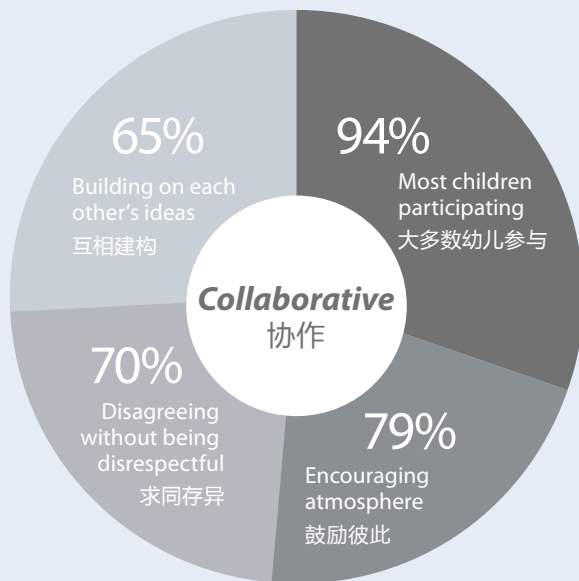 65%
Building on each
other's ideas
互相建构
94%
Most children
participating
大多数幼儿参与
Collaborative
协作
70%
Disagreeing
without being
disrespectful
求同存异
79%
Encouraging
atmosphere
鼓励彼此